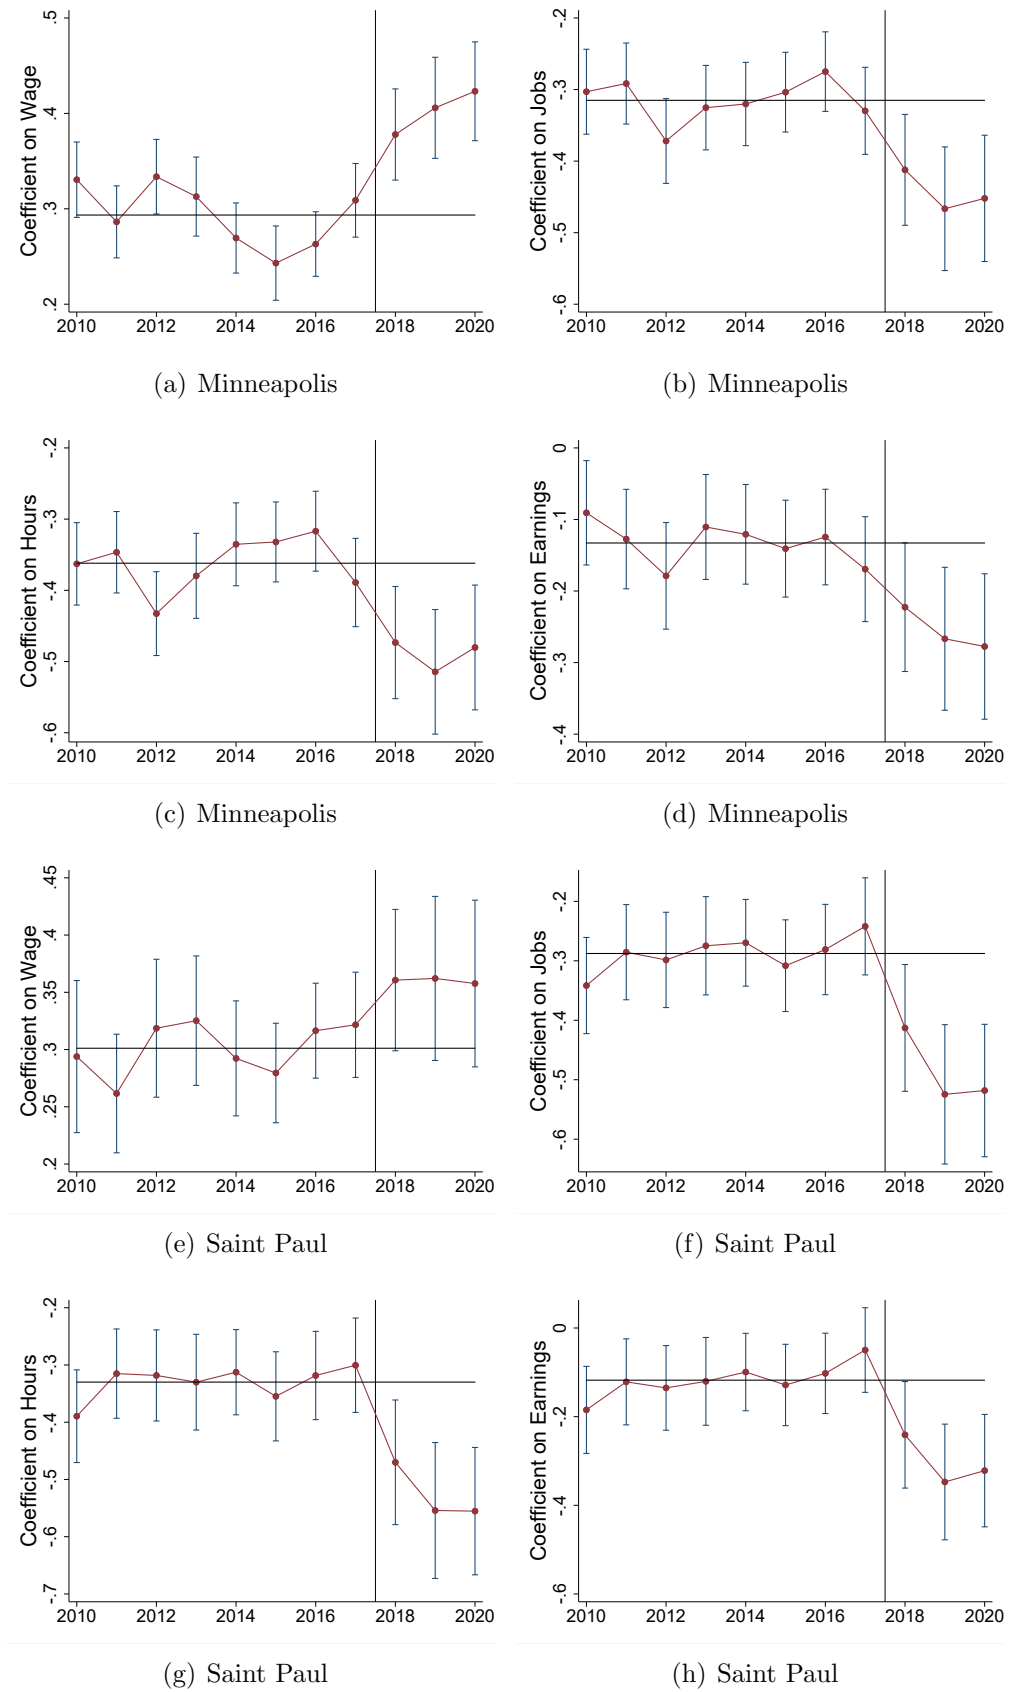 Coefficient on Wage
.5
.4
.3
.2
2010 2012 2014 2016 2018 2020
(a) Minneapolis
Coefficient on Jobs
-.2
-.3
-.4
-.5
-.6
2010 2012 2014 2016 2018 2020
(b) Minneapolis
Coefficient on Hours
-.2
-.3
-.4
-.5
-.6
2010 2012 2014 2016 2018 2020
(c) Minneapolis
Coefficient on Earnings
0
-.1
-.2
-.3
-.4
2010 2012 2014 2016 2018 2020
(d) Minneapolis
Coefficient on Wage
.45
.4
.35
.3
.25
.2
2010 2012 2014 2016 2018 2020
(e) Saint Paul
Coefficient on Jobs
-.2
-.3
-.4
-.5
-.6
2010 2012 2014 2016 2018 2020
(f) Saint Paul
Coefficient on Hours
-.2
-.3
-.4
-.5
-.6
-.7
2010 2012 2014 2016 2018 2020
(g) Saint Paul
Coefficient on Earnings
0
-.2
-.4
-.6
2010 2012 2014 2016 2018 2020
(h) Saint Paul